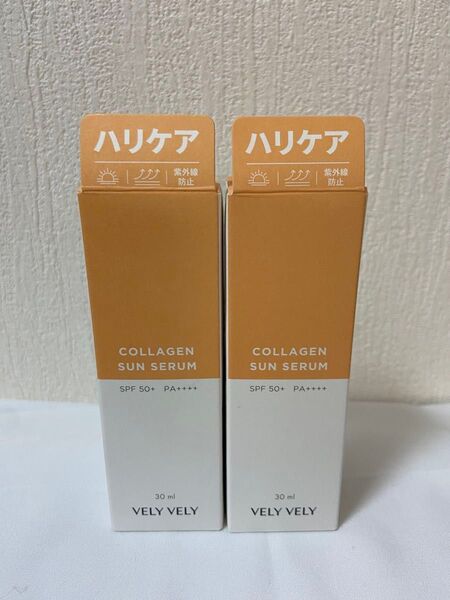 ハリケア
紫外線
防止
COLLAGEN
SUN SERUM
SPF 50+ PA++++
30 ml
VELY VELY
ハリケア
紫外線
防止
COLLAGEN
SUN SERUM
SPF 50+ PA++++
30 ml
VELY VELY